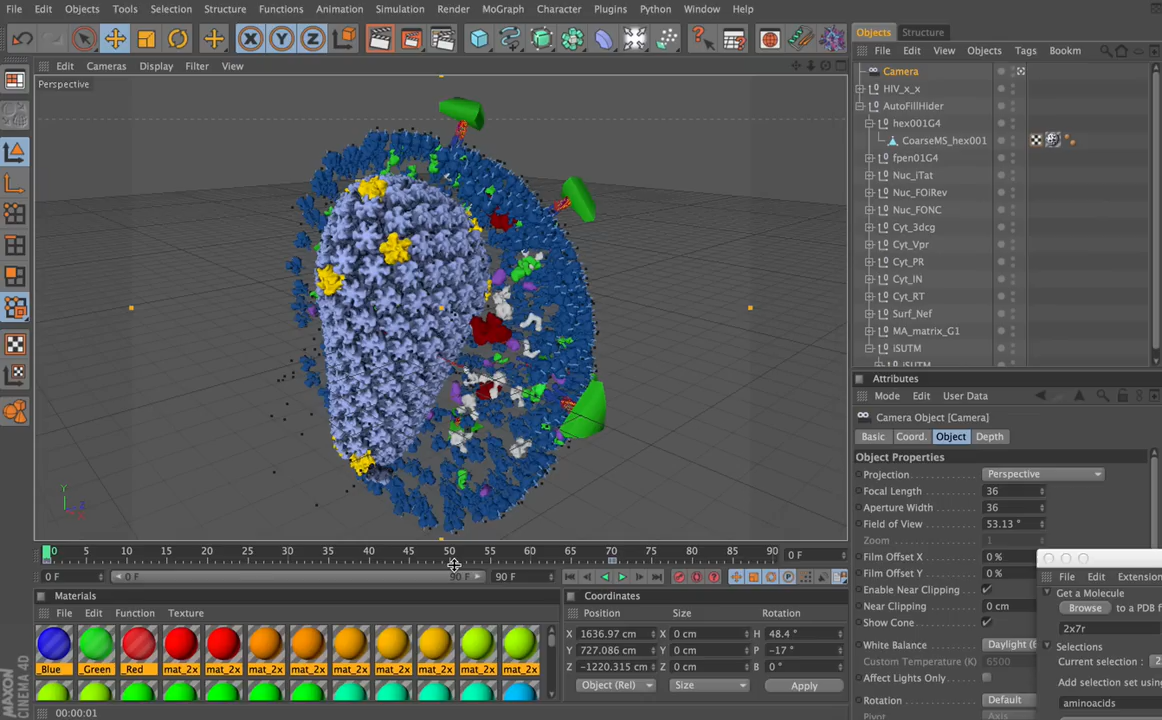 File Edit Objects Tools Selection Structure Functions Animation Simulation Render MoGraph Character Plugins Python Window Help
Edit Cameras Display Filter View
Perspective
0 5 10 15 20 25 30 35 40 45 50 55 60 65 70 75 80 85 90 0 F
0 F 0 F 90 F 90 F
Materials
File Edit Function Texture
Blue Green Red mat_2x mat_2x mat_2x mat_2x mat_2x mat_2x mat_2x mat_2x mat_2x
Coordinates
Position Size Rotation
X 1636.97 cm X 0 cm H 48.4 °
Y 727.086 cm Y 0 cm P -17 °
Z -1220.315 cm Z 0 cm B 0 °
Object (Rel) Size Apply
MAXON
CINEMA 4D
00:00:01
Objects Structure
File Edit View Objects Tags Bookm
Camera
HIV_x_x
AutoFillHider
hex001G4
CoarseMS_hex001
fpen01G4
Nuc_iTat
Nuc_FOiRev
Nuc_FONC
Cyt_3dcg
Cyt_Vpr
Cyt_PR
Cyt_IN
Cyt_RT
Surf_Nef
MA_matrix_G1
iSUTM
iSUTM
Attributes
Mode Edit User Data
Camera Object [Camera]
Basic Coord. Object Depth
Object Properties
Projection Perspective
Focal Length 36
Aperture Width 36
Field of View 53.13 °
Zoom 1
Film Offset X 0 %
Film Offset Y 0 %
Enable Near Clipping
Near Clipping 0 cm
Show Cone
White Balance Daylight (6
Custom Temperature (K) 6500
Affect Lights Only
Rotation Default
Pivot
File Edit Extension
Get a Molecule
Browse to a PDB f
2x7r
Selections
Current selection : 2
Add selection set using
aminoacids